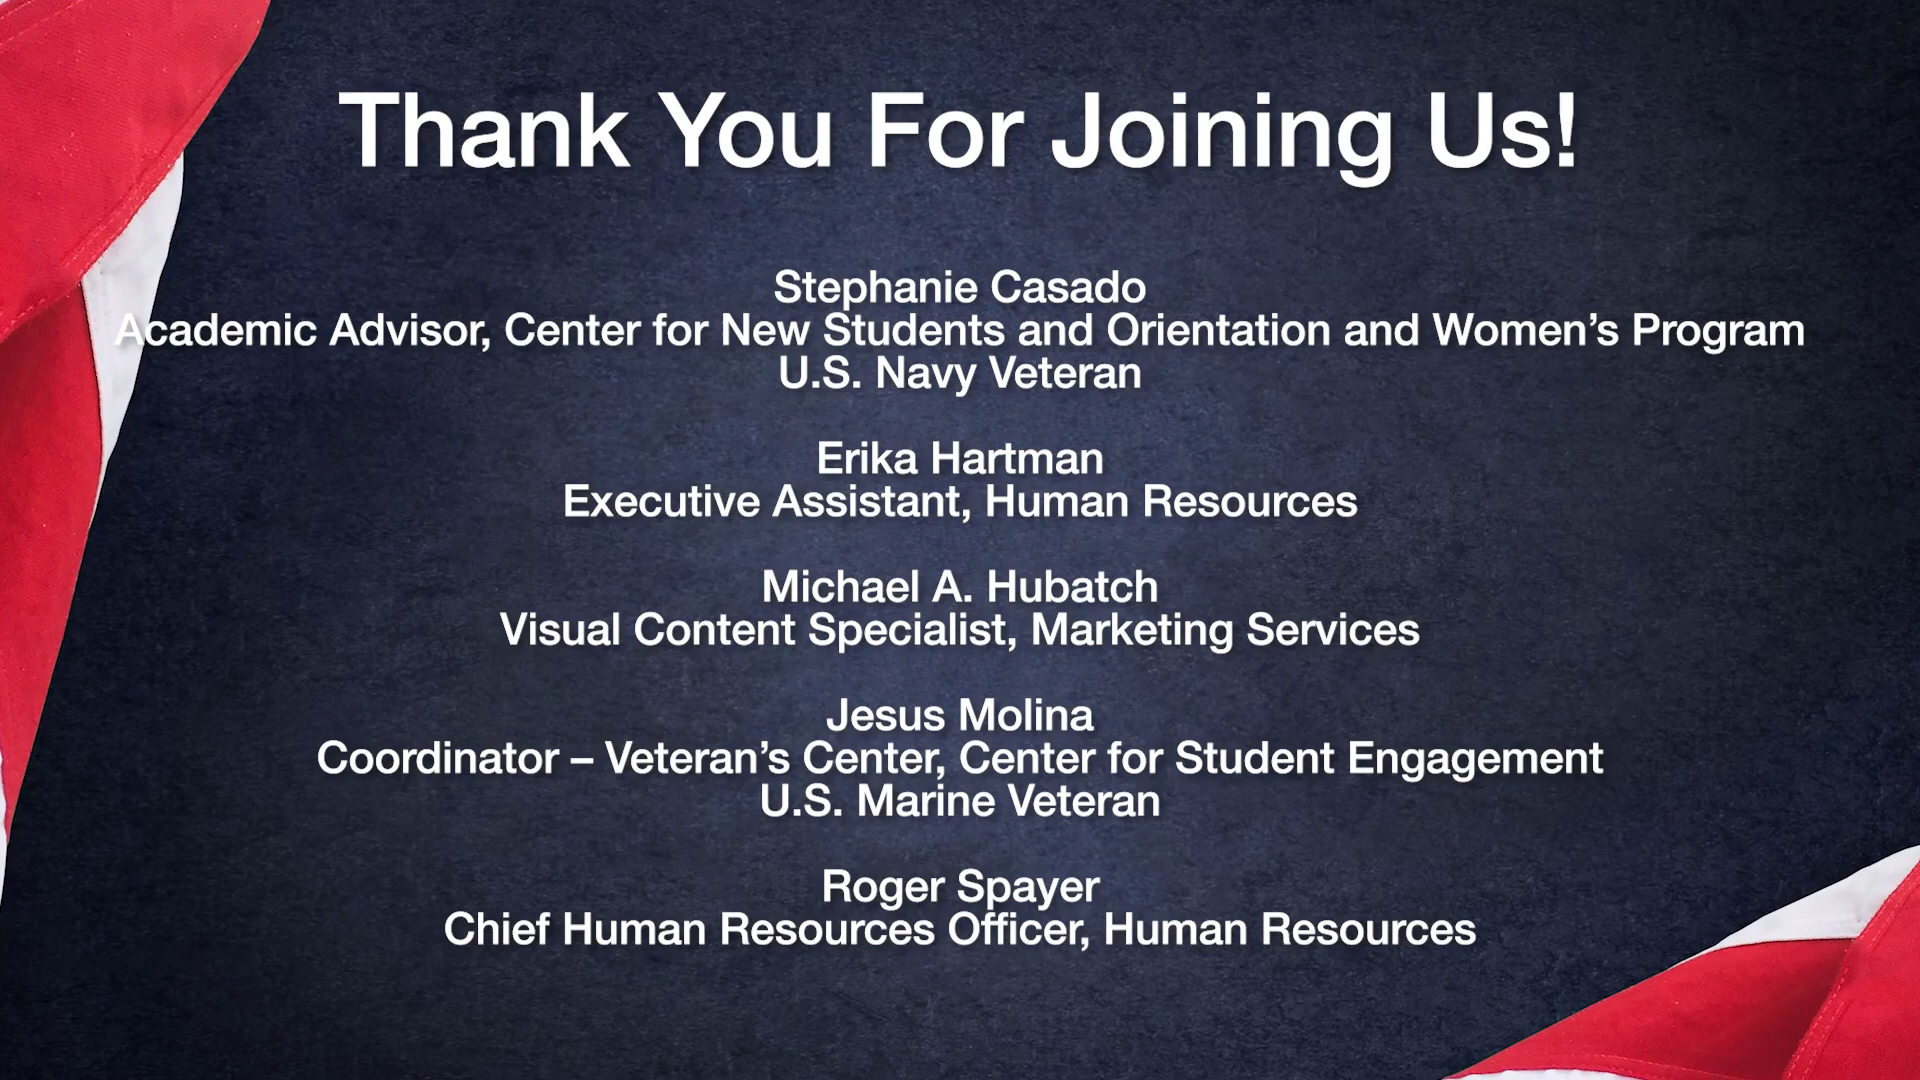 Thank You For Joining Us!
Stephanie Casado
Academic Advisor, Center for New Students and Orientation and Women’s Program
U.S. Navy Veteran
Erika Hartman
Executive Assistant, Human Resources
Michael A. Hubatch
Visual Content Specialist, Marketing Services
Jesus Molina
Coordinator – Veteran’s Center, Center for Student Engagement
U.S. Marine Veteran
Roger Spayer
Chief Human Resources Officer, Human Resources